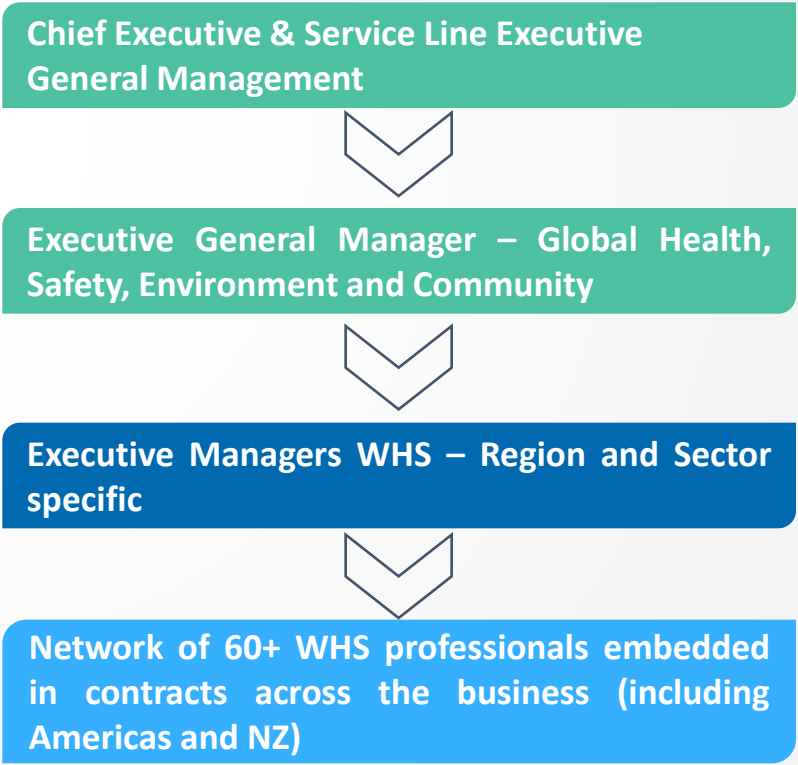 Chief Executive & Service Line Executive
General Management
Executive General Manager – Global Health,
Safety, Environment and Community
Executive Managers WHS – Region and Sector
specific
Network of 60+ WHS professionals embedded
in contracts across the business (including
Americas and NZ)